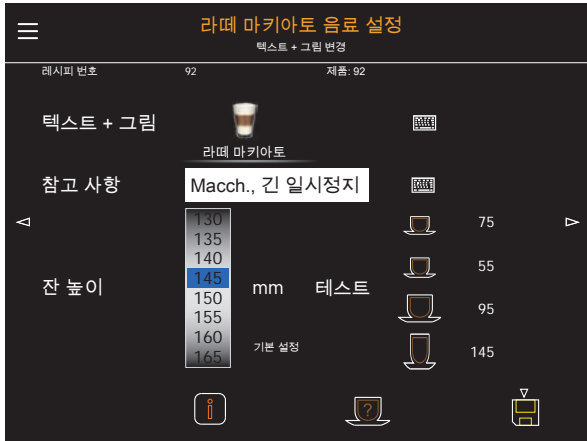 라떼 마키아토 음료 설정
텍스트 + 그림 변경
레시피 번호 92 제품: 92
텍스트 + 그림
라떼 마키아토
참고 사항 Macch., 긴 일시정지
130
135
140
145
150
155
160
165
잔 높이 mm 테스트
기본 설정
75
55
95
145
i
?